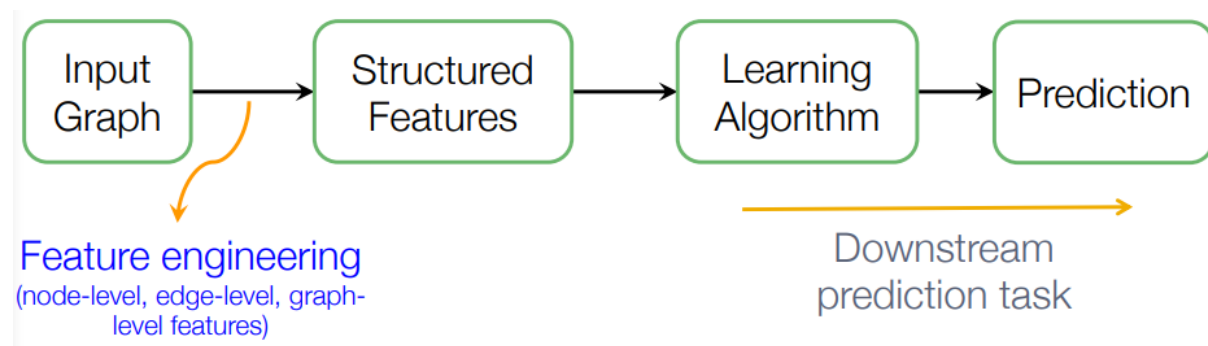 Input
Graph
Structured
Features
Learning
Algorithm
Prediction
Feature engineering
(node-level, edge-level, graph-
level features)
Downstream
prediction task